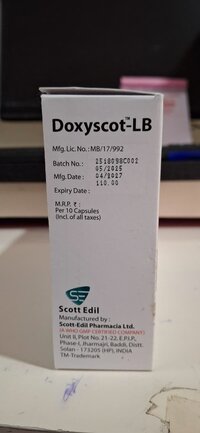 Doxyscot™-LB
Mfg. Lic. No.: MB/17/992
Batch No.: 2518098C002
Mfg. Date: 05/2025
Expiry Date: 04/2027
M.R.P. ₹: 110.00
Per 10 Capsules
(Incl. of all taxes)
SE
Scott Edil
Manufactured by:
Scott-Edil Pharmacia Ltd.
(A WHO GMP CERTIFIED COMPANY)
Unit II, Plot No. 21-22, E.P.I.P.,
Phase-I, Jharmajri, Baddi, Distt.
Solan - 173205 (HP), INDIA
TM-Trademark